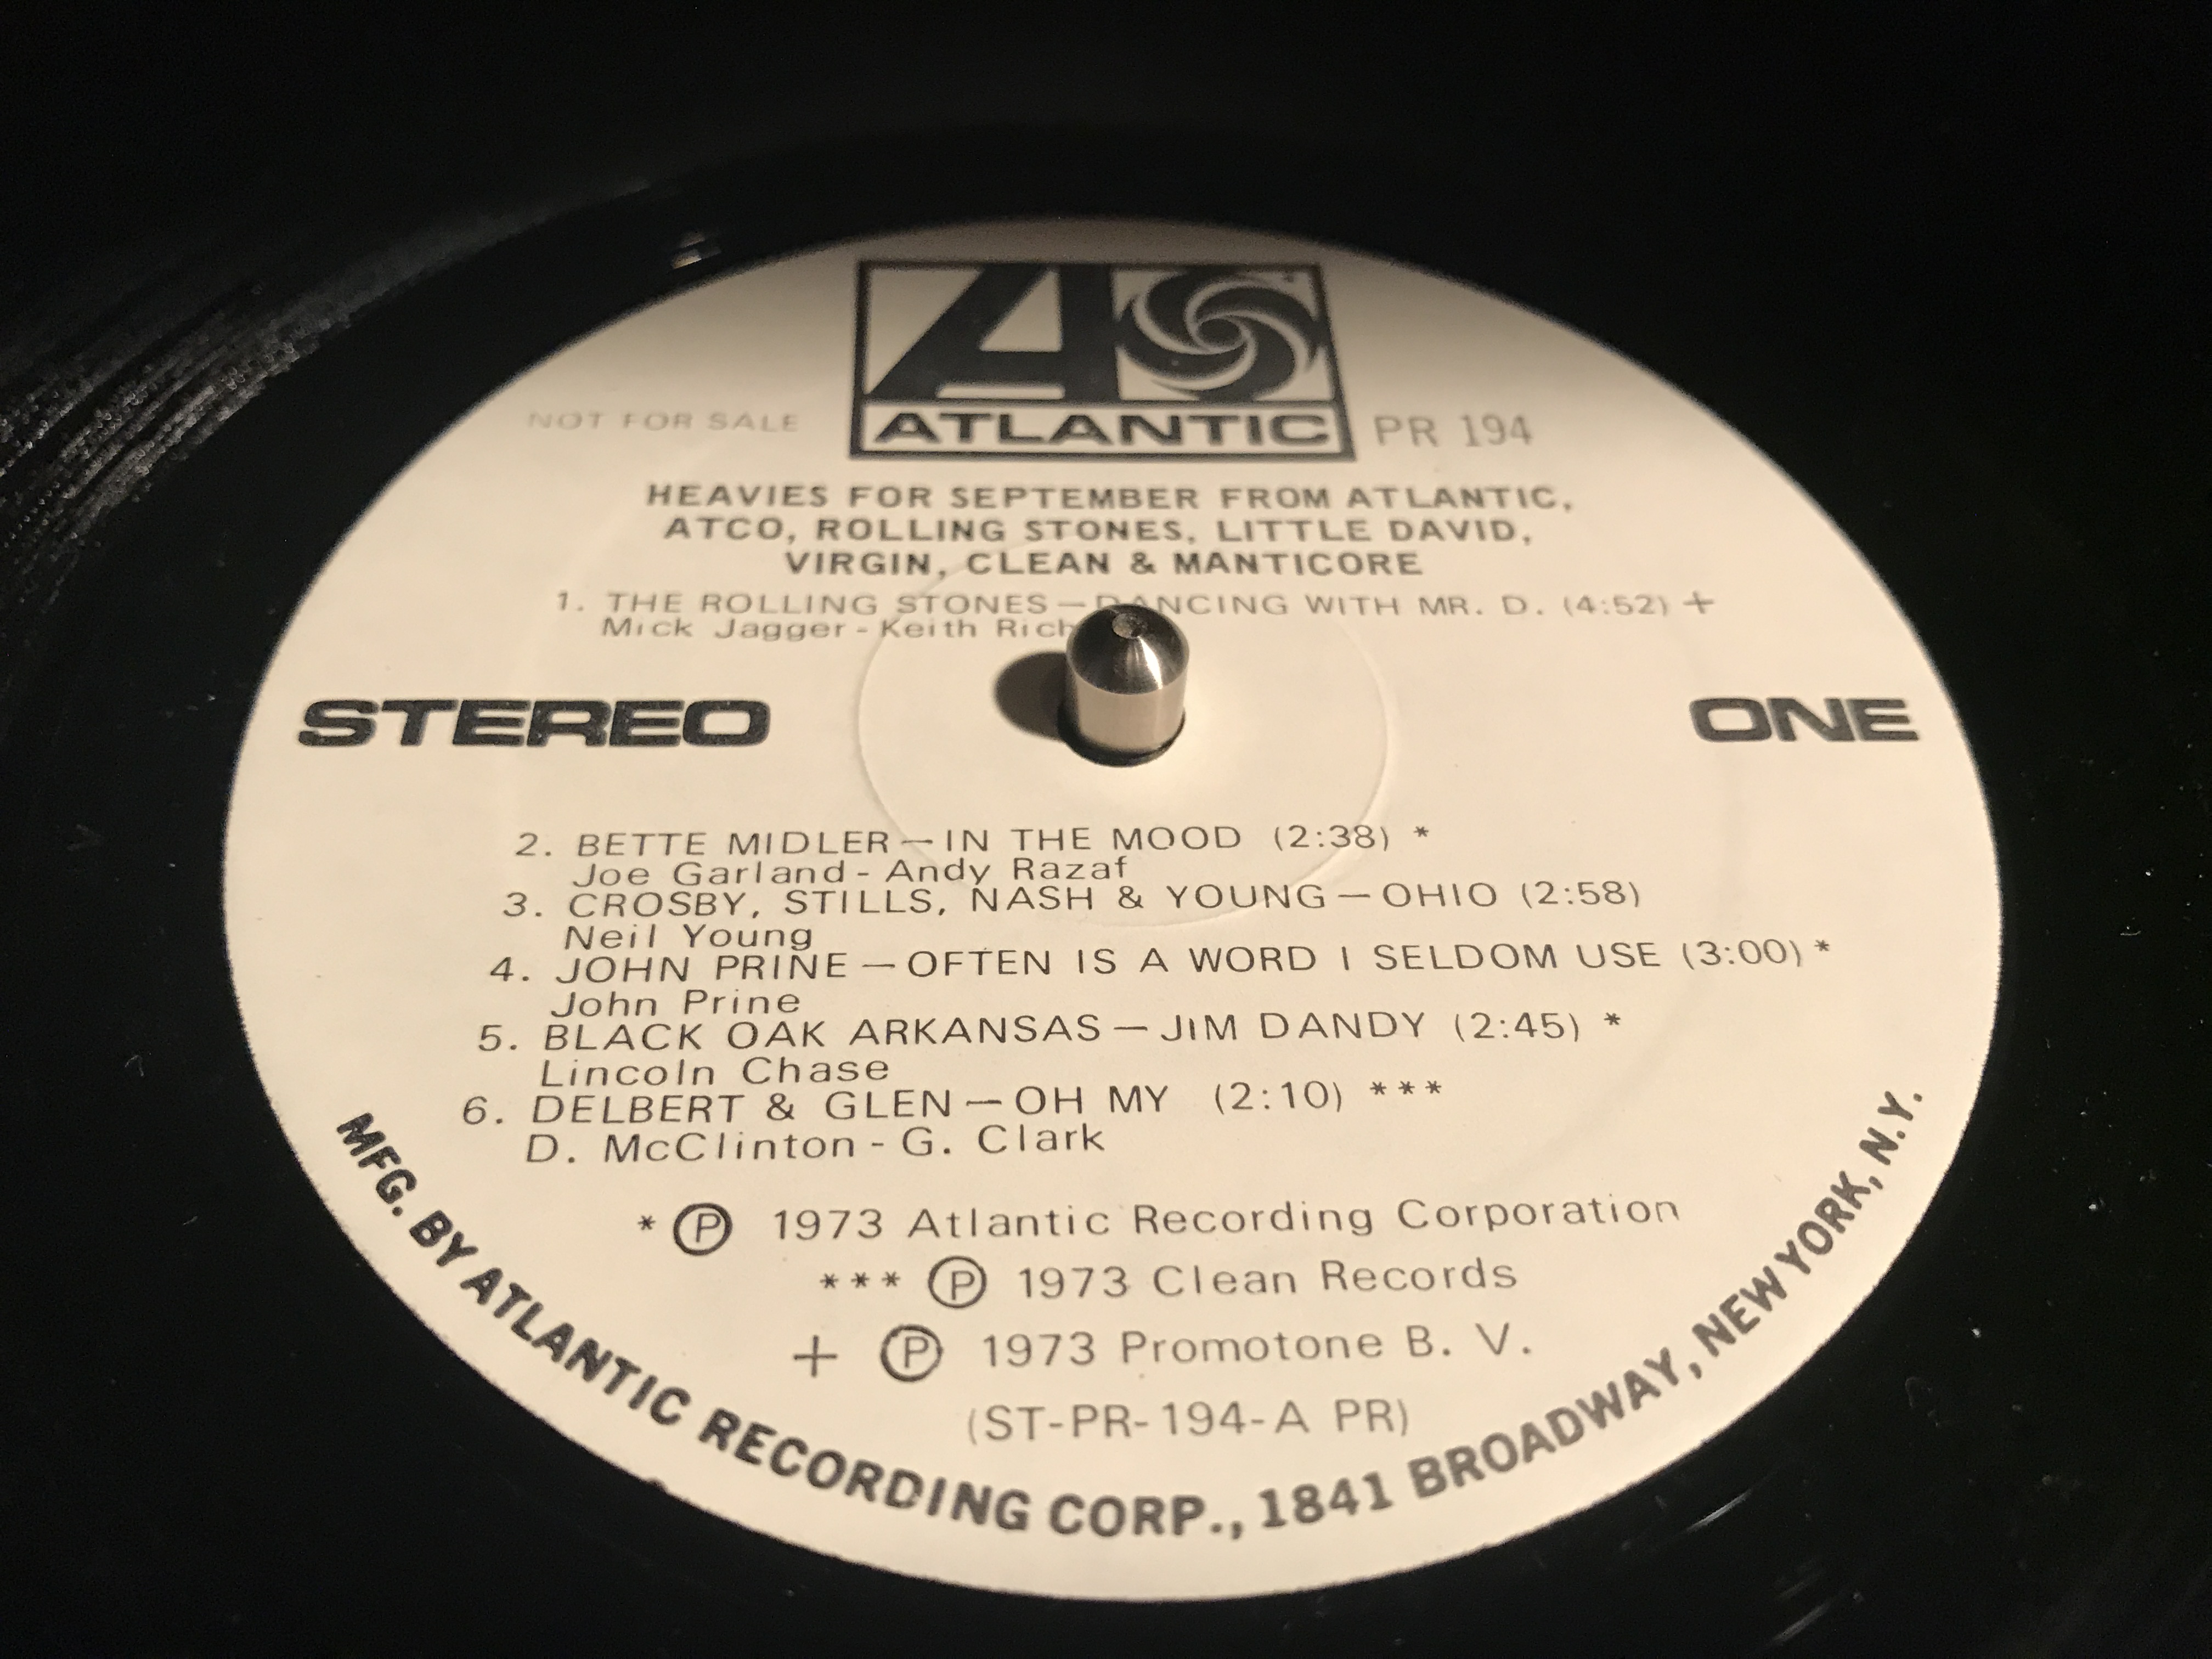 ATLANTIC
NOT FOR SALE
PR 194
HEAVIES FOR SEPTEMBER FROM ATLANTIC,
ATCO, ROLLING STONES, LITTLE DAVID,
VIRGIN, CLEAN & MANTICORE
1. THE ROLLING STONES — DANCING WITH MR. D. (4:52) +
Mick Jagger - Keith
STEREO
ONE
2. BETTE MIDLER — IN THE MOOD (2:38) *
Joe Garland - Andy Razaf
3. CROSBY, STILLS, NASH & YOUNG — OHIO (2:58)
Neil Young
4. JOHN PRINE — OFTEN IS A WORD I SELDOM USE (3:00) *
John Prine
5. BLACK OAK ARKANSAS — JIM DANDY (2:45) *
Lincoln Chase
6. DELBERT & GLEN — OH MY (2:10) ***
D. McClinton - G. Clark
* Ⓟ 1973 Atlantic Recording Corporation
*** Ⓟ 1973 Clean Records
+ Ⓟ 1973 Promotone B. V.
(ST-PR-194-A PR)
MFG. BY ATLANTIC RECORDING CORP., 1841 BROADWAY, NEW YORK, N.Y.